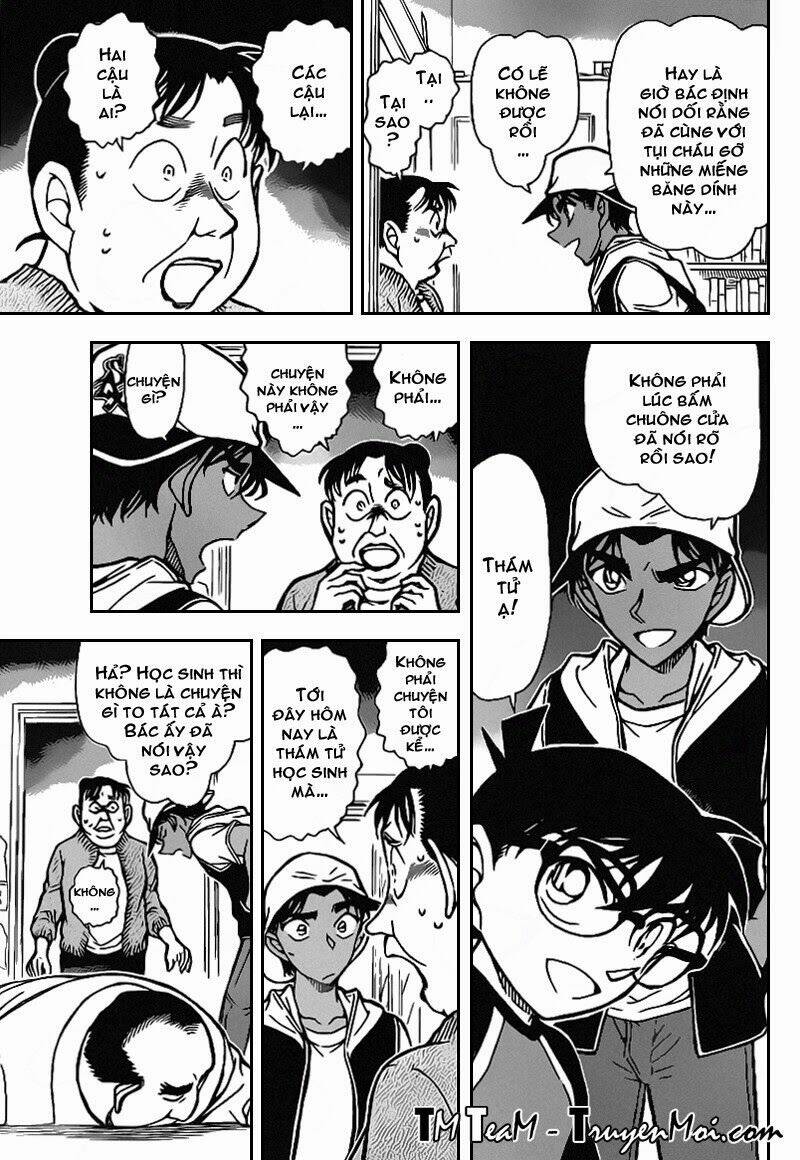 HAY LÀ
GIỜ BÁC ĐỊNH
NÓI DỐI RẰNG
ĐÃ CÙNG VỚI
TỤI CHÁU GỠ
NHỮNG MIẾNG
BĂNG DÍNH
NÀY...
CÓ LẼ
KHÔNG
ĐƯỢC
RỒI
...
TẠI
..
TẠI
SAO?
CÁC
CẬU LẠI...
HAI
CẬU
LÀ
AI?
KHÔNG PHẢI
LÚC BẤM
CHUÔNG CỬA
ĐÃ NÓI RÕ
RỒI SAO!
THÁM
TỬ
Ạ!
KHÔNG
PHẢI...
CHUYỆN
NÀY KHÔNG
PHẢI VẬY
...
CHUYỆN
GÌ?
KHÔNG
PHẢI
CHUYỆN
TÔI
ĐƯỢC
KỂ...
TỚI
ĐÂY HÔM
NAY LÀ
THÁM TỬ
HỌC SINH
MÀ...
HẢ? HỌC SINH THÌ
KHÔNG LÀ CHUYỆN
GÌ TO TÁT CẢ À?
BÁC ẤY ĐÃ
NÓI VẬY
SAO?
KHÔNG
...
TM TEAM - TRUYENMOI.COM